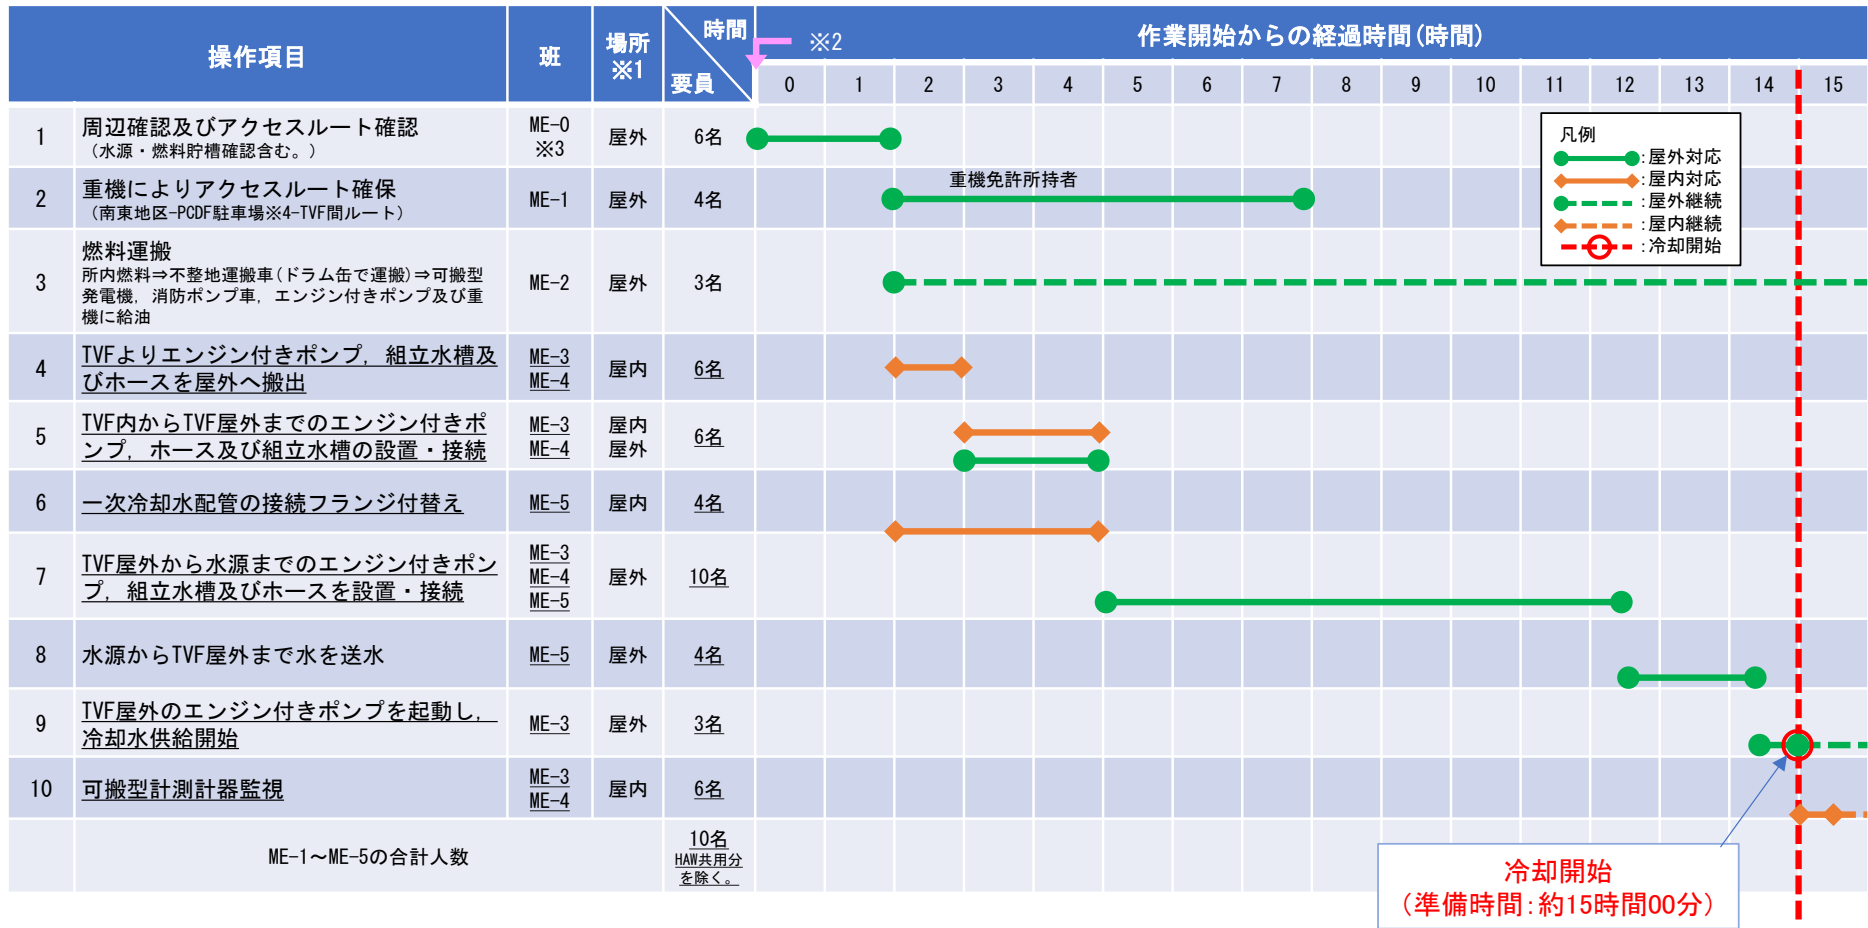 操作項目
班
場所
※1
時間
要員
※2
作業開始からの経過時間(時間)
0 1 2 3 4 5 6 7 8 9 10 11 12 13 14 15
1
周辺確認及びアクセスルート確認
（水源・燃料貯槽確認含む。）
ME-0
※3
屋外
6名
2
重機によりアクセスルート確保
（南東地区-PCDF駐車場※4-TVF間ルート）
ME-1
屋外
4名
重機免許所持者
3
燃料運搬
所内燃料⇒不整地運搬車(ドラム缶で運搬)⇒可搬型
発電機，消防ポンプ車，エンジン付きポンプ及び重
機に給油
ME-2
屋外
3名
4
TVFよりエンジン付きポンプ，組立水槽及
びホースを屋外へ搬出
ME-3
ME-4
屋内
6名
5
TVF内からTVF屋外までのエンジン付きポ
ンプ，ホース及び組立水槽の設置・接続
ME-3
ME-4
屋内
屋外
6名
6
一次冷却水配管の接続フランジ付替え
ME-5
屋内
4名
7
TVF屋外から水源までのエンジン付きポン
プ，組立水槽及びホースを設置・接続
ME-3
ME-4
ME-5
屋外
10名
8
水源からTVF屋外まで水を送水
ME-5
屋外
4名
9
TVF屋外のエンジン付きポンプを起動し，
冷却水供給開始
ME-3
屋外
3名
10
可搬型計測計器監視
ME-3
ME-4
屋内
6名
ME-1～ME-5の合計人数
10名
HAW共用分
を除く。
凡例
:屋外対応
:屋内対応
:屋外継続
:屋内継続
:冷却開始
冷却開始
（準備時間:約15時間00分）